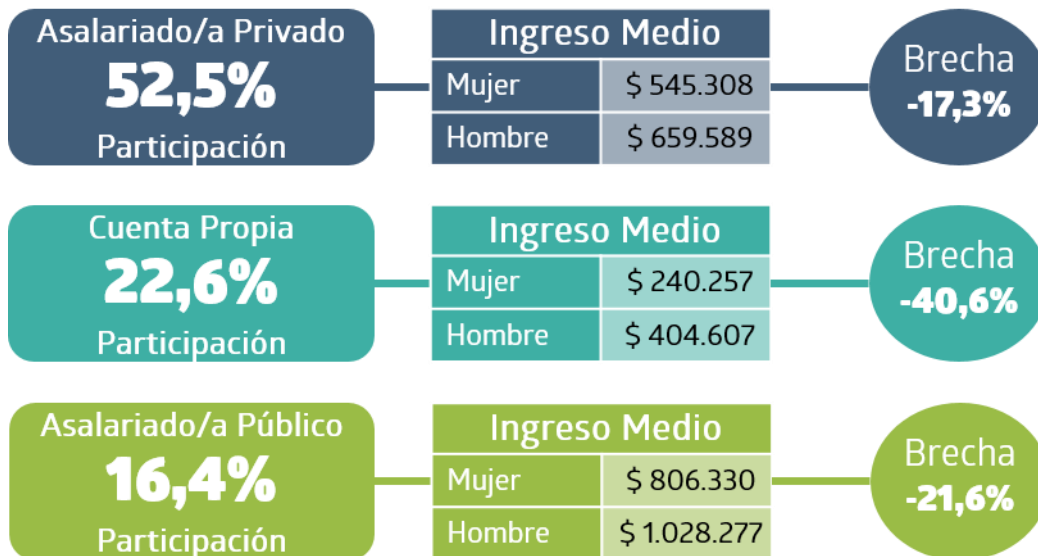 Asalariado/a Privado
52,5%
Participación
Ingreso Medio
Mujer $ 545.308
Hombre $ 659.589
Brecha
-17,3%
Cuenta Propia
22,6%
Participación
Ingreso Medio
Mujer $ 240.257
Hombre $ 404.607
Brecha
-40,6%
Asalariado/a Público
16,4%
Participación
Ingreso Medio
Mujer $ 806.330
Hombre $ 1.028.277
Brecha
-21,6%